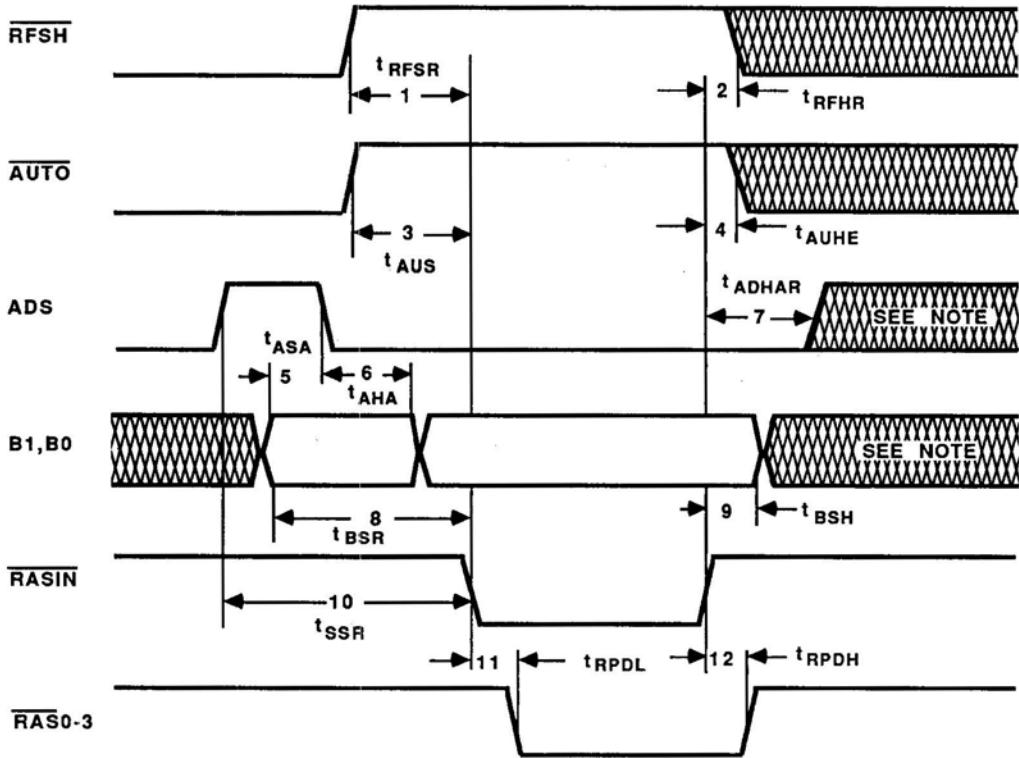 RFSH
t RFSR
1
2
t RFHR
AUTO
3
t AUS
4
t AUHE
ADS
t ASA
5
6
t AHA
t ADHAR
7
SEE NOTE
B1,B0
SEE NOTE
8
t BSR
9
t BSH
RASIN
10
t SSR
11
t RPDL
12
t RPDH
RAS0-3